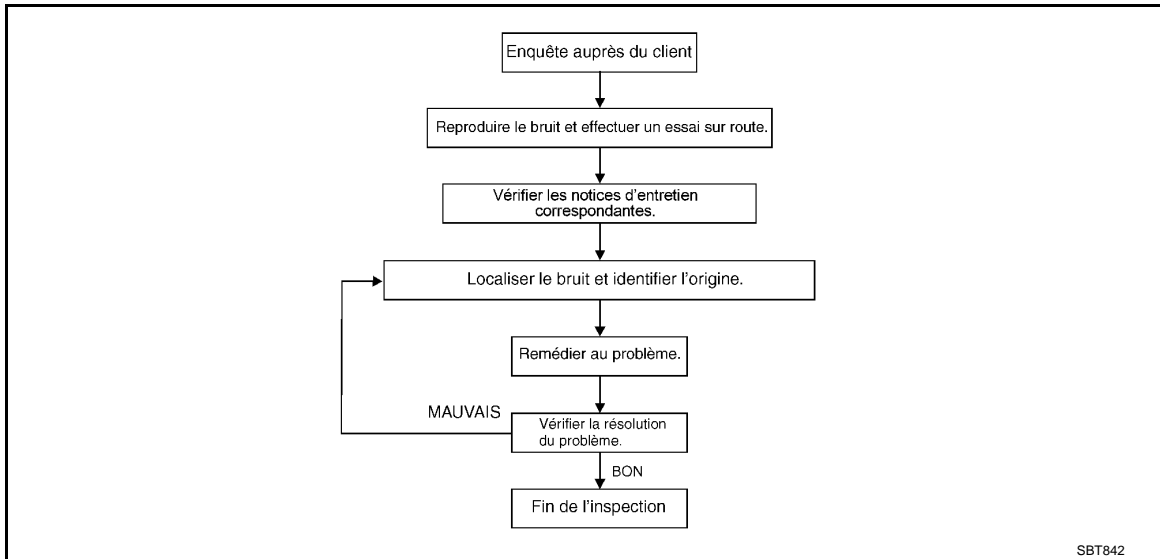 Enquête auprès du client
Reproduire le bruit et effectuer un essai sur route.
Vérifier les notices d'entretien
correspondantes.
Localiser le bruit et identifier l'origine.
Remédier au problème.
MAUVAIS
Vérifier la résolution
du problème.
BON
Fin de l'inspection
SBT842